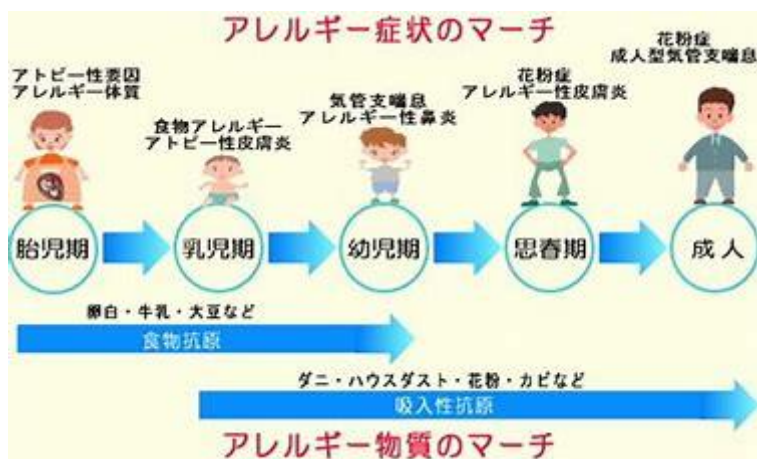 アレルギー症状のマーチ
アトピー性要因
アレルギー体質
食物アレルギー
アトピー性皮膚炎
気管支喘息
アレルギー性鼻炎
花粉症
アレルギー性皮膚炎
花粉症
成人型気管支喘息
胎児期
乳児期
幼児期
思春期
成人
卵白・牛乳・大豆など
食物抗原
ダニ・ハウスダスト・花粉・カビなど
吸入性抗原
アレルギー物質のマーチ